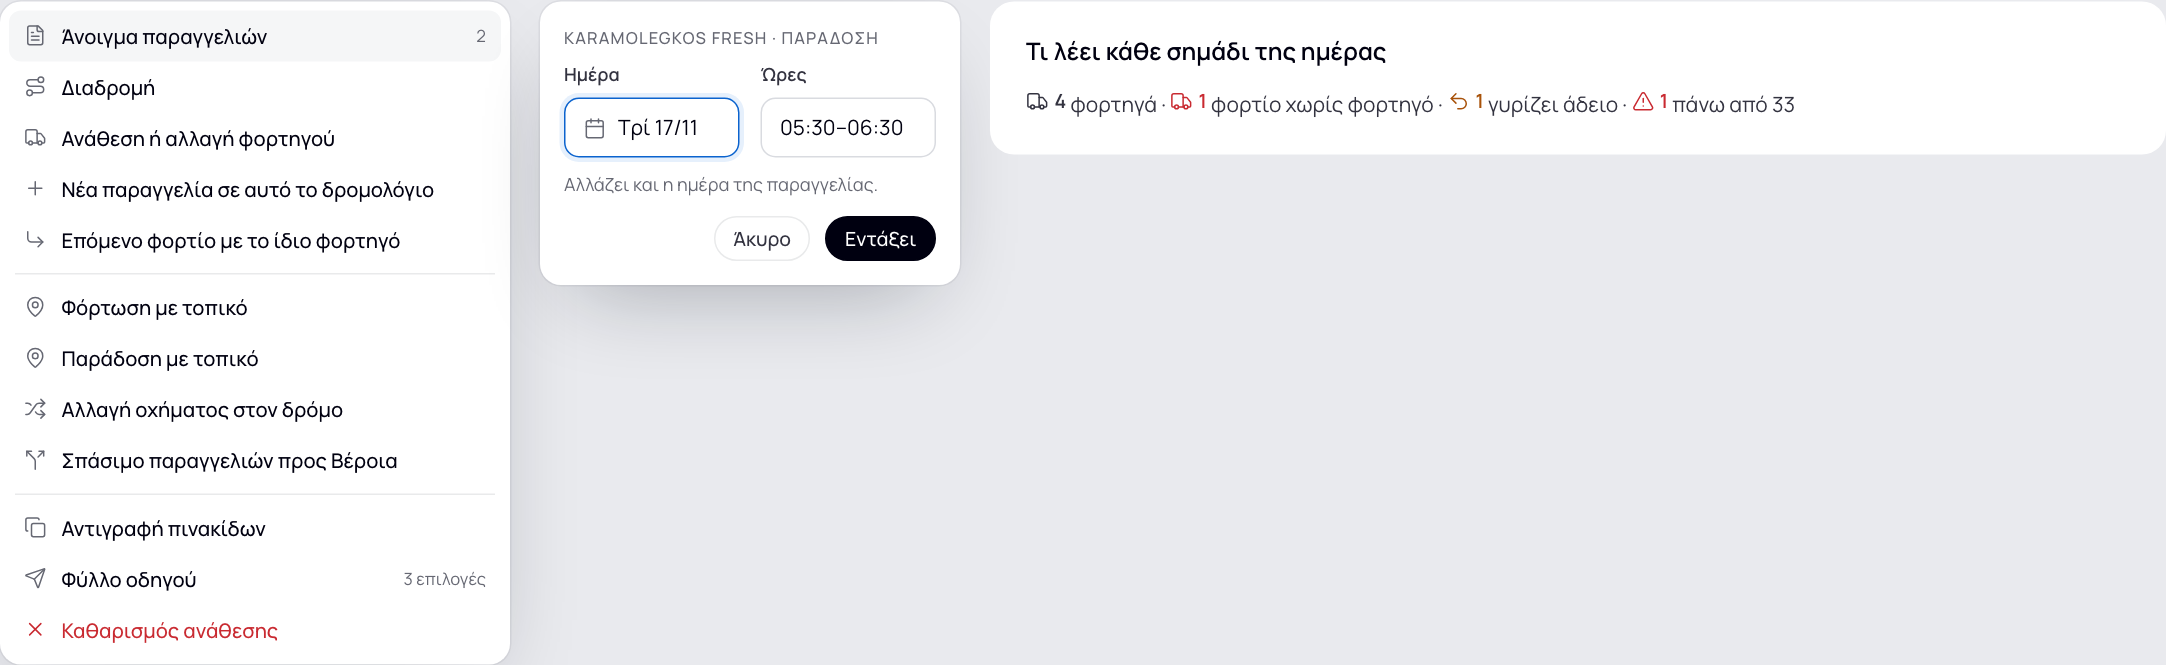 Άνοιγμα παραγγελιών 2
Διαδρομή
Ανάθεση ή αλλαγή φορτηγού
Νέα παραγγελία σε αυτό το δρομολόγιο
Επόμενο φορτίο με το ίδιο φορτηγό
Φόρτωση με τοπικό
Παράδοση με τοπικό
Αλλαγή οχήματος στον δρόμο
Σπάσιμο παραγγελιών προς Βέροια
Αντιγραφή πινακίδων
Φύλλο οδηγού 3 επιλογές
Καθαρισμός ανάθεσης
KARAMOLEGKOS FRESH · ΠΑΡΑΔΟΣΗ
Ημέρα Ώρες
Τρί 17/11 05:30–06:30
Αλλάζει και η ημέρα της παραγγελίας.
Άκυρο Εντάξει
Τι λέει κάθε σημάδι της ημέρας
4 φορτηγά · 1 φορτίο χωρίς φορτηγό · 1 γυρίζει άδειο · 1 πάνω από 33